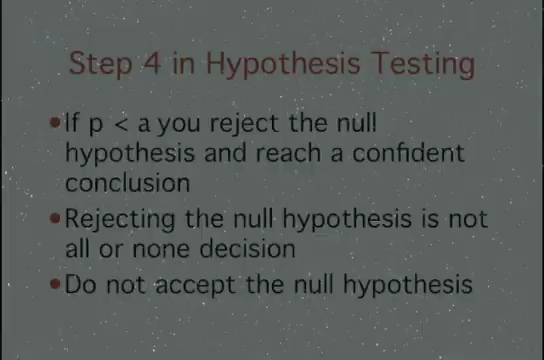 Step 4 in Hypothesis Testing
•If p < a you reject the null
hypothesis and reach a confident
conclusion
•Rejecting the null hypothesis is not
all or none decision
•Do not accept the null hypothesis